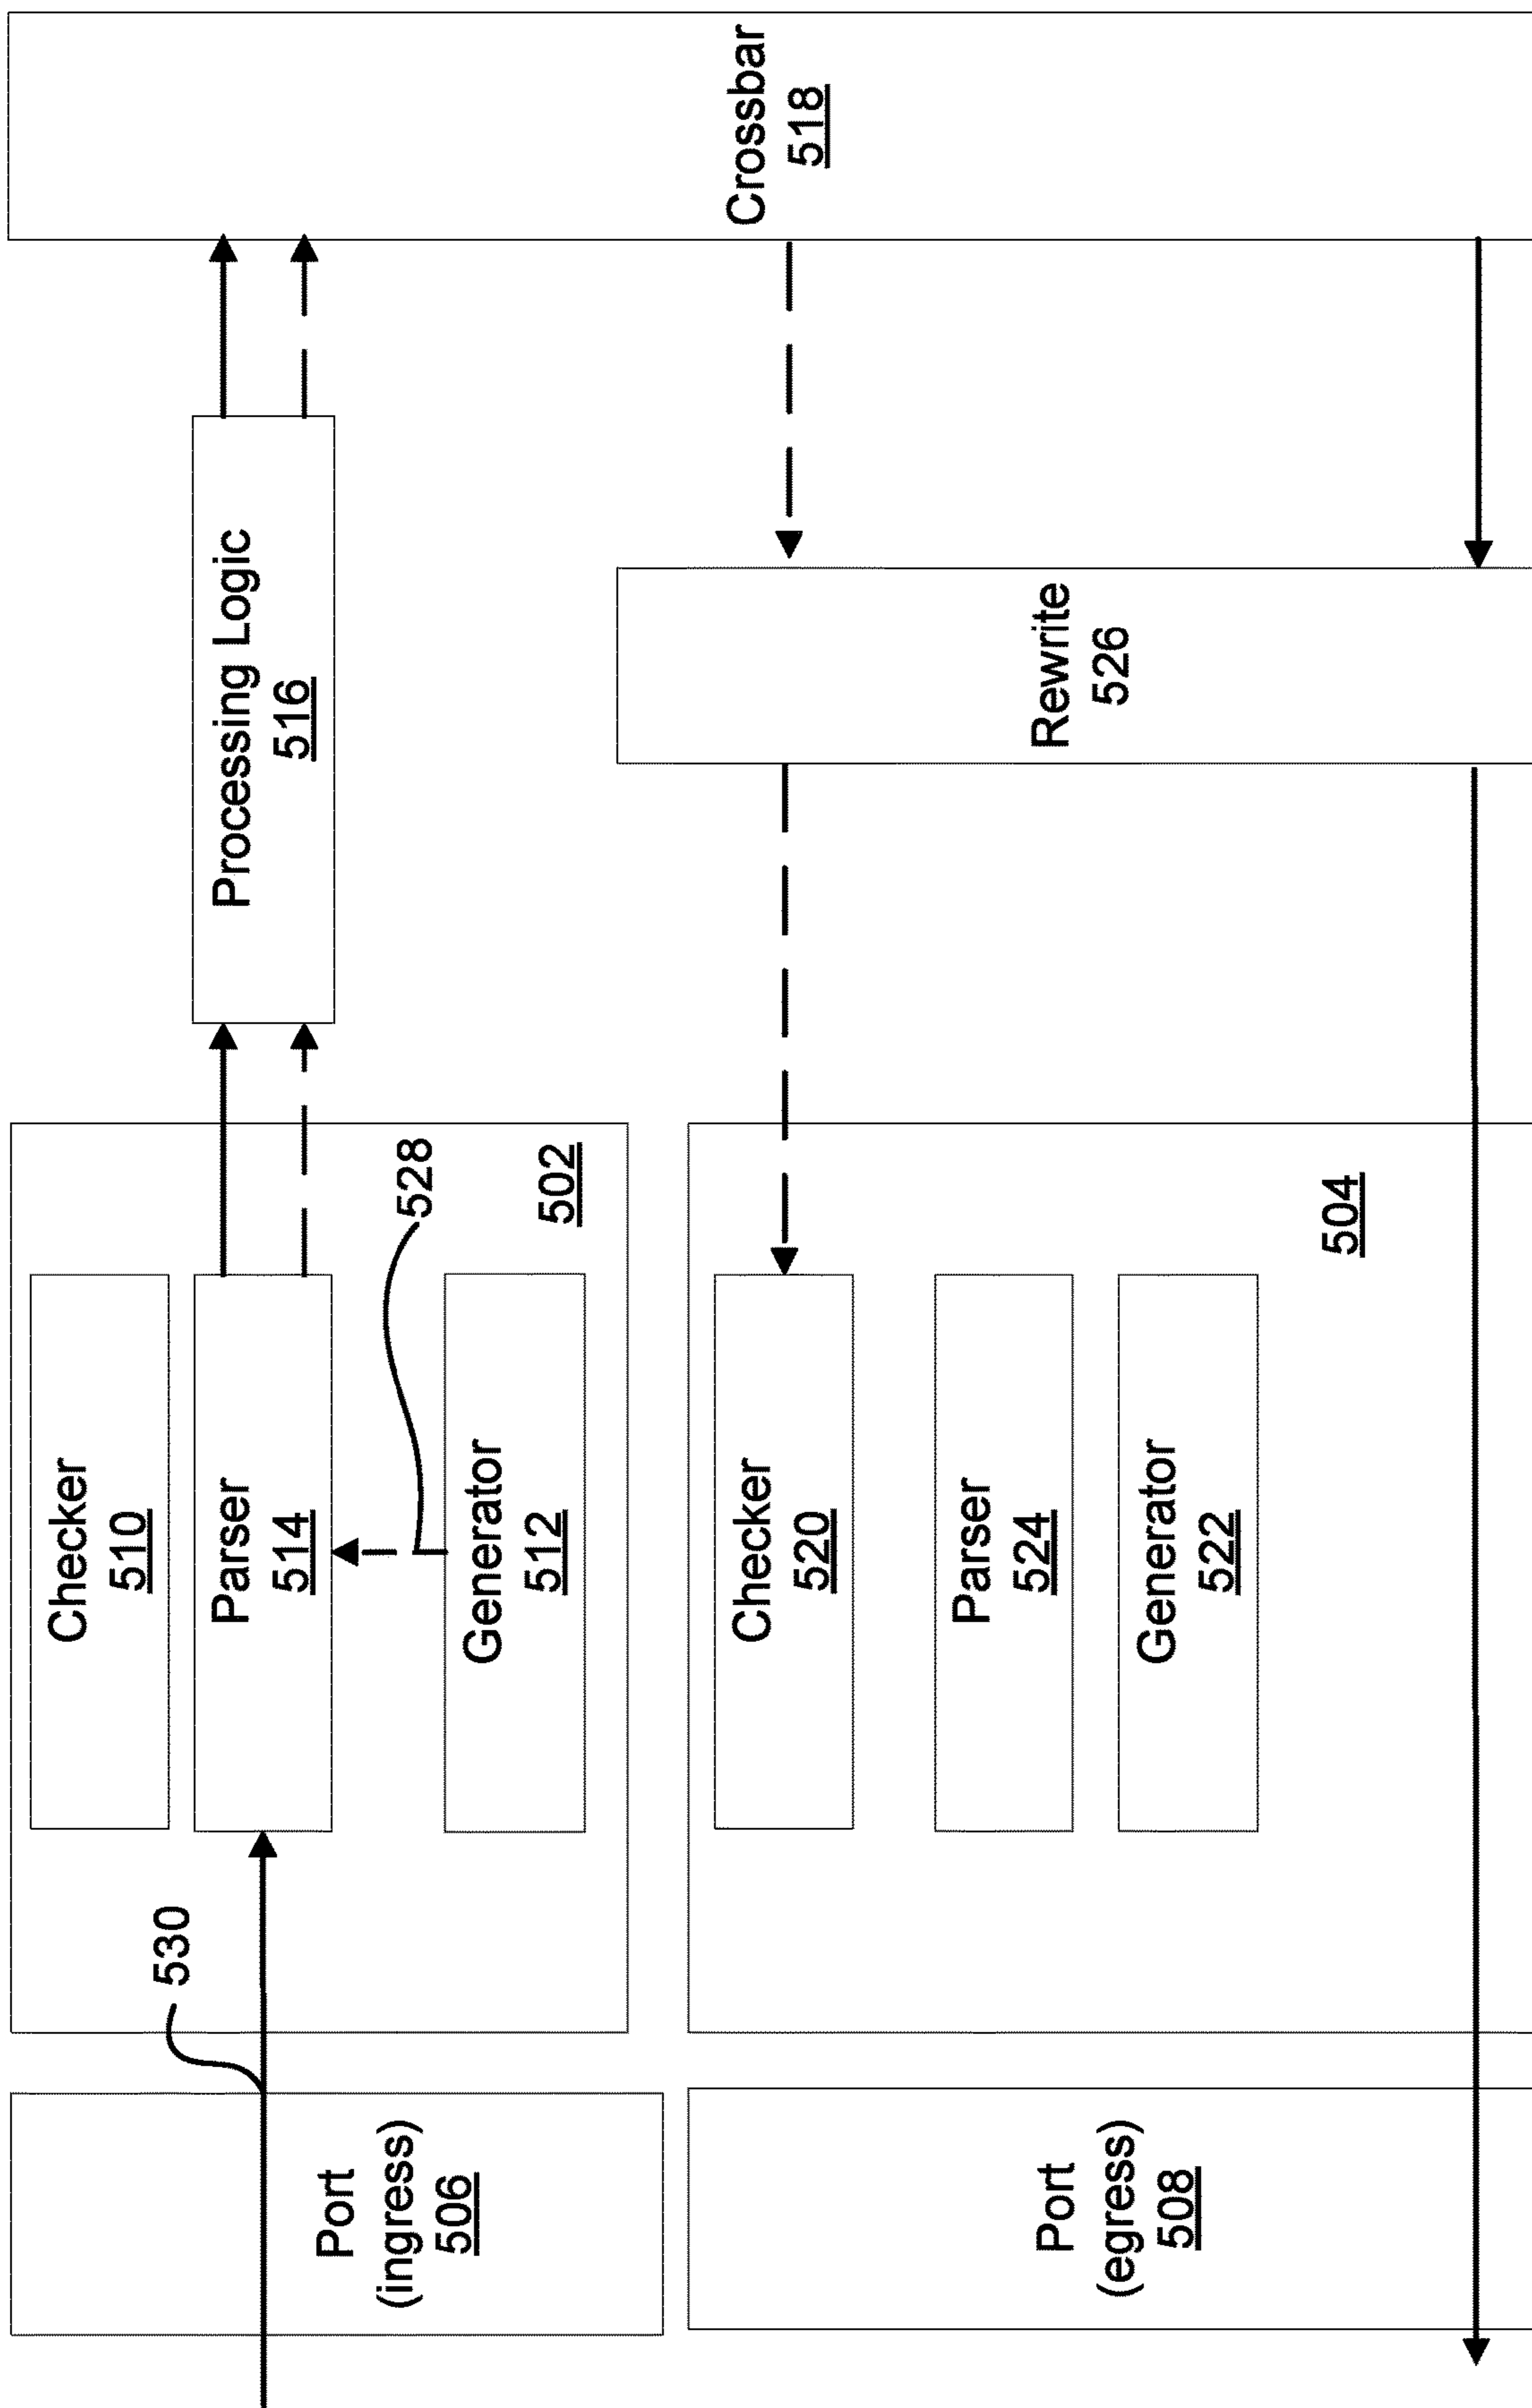 Port
(ingress)
506
530
Checker
510
Parser
514
Generator
512
528
502
Processing Logic
516
Crossbar
518
Port
(egress)
508
Checker
520
Parser
524
Generator
522
504
Rewrite
526